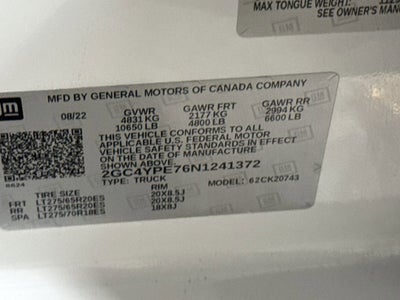 MAX TONGUE WEIGHT:
SEE OWNER'S MANUA
GM
MFD BY GENERAL MOTORS OF CANADA COMPANY
08/22 GVWR GAWR FRT GAWR RR
4831 KG 2177 KG 2994 KG
10650 LB 4800 LB 6600 LB
THIS VEHICLE CONFORMS TO ALL
APPLICABLE U.S. FEDERAL MOTOR
VEHICLE SAFETY STANDARDS IN EFFECT
ON THE DATE OF MANUFACTURE
SHOWN ABOVE.
2GC4YPE76N1241372
TYPE: TRUCK MODEL: 62CK20743
6624
TIRE SIZE RIM
FRT LT275/65R20ES 20X8.5J
RR LT275/65R20ES 20X8.5J
SPA LT275/70R18ES 18X8J